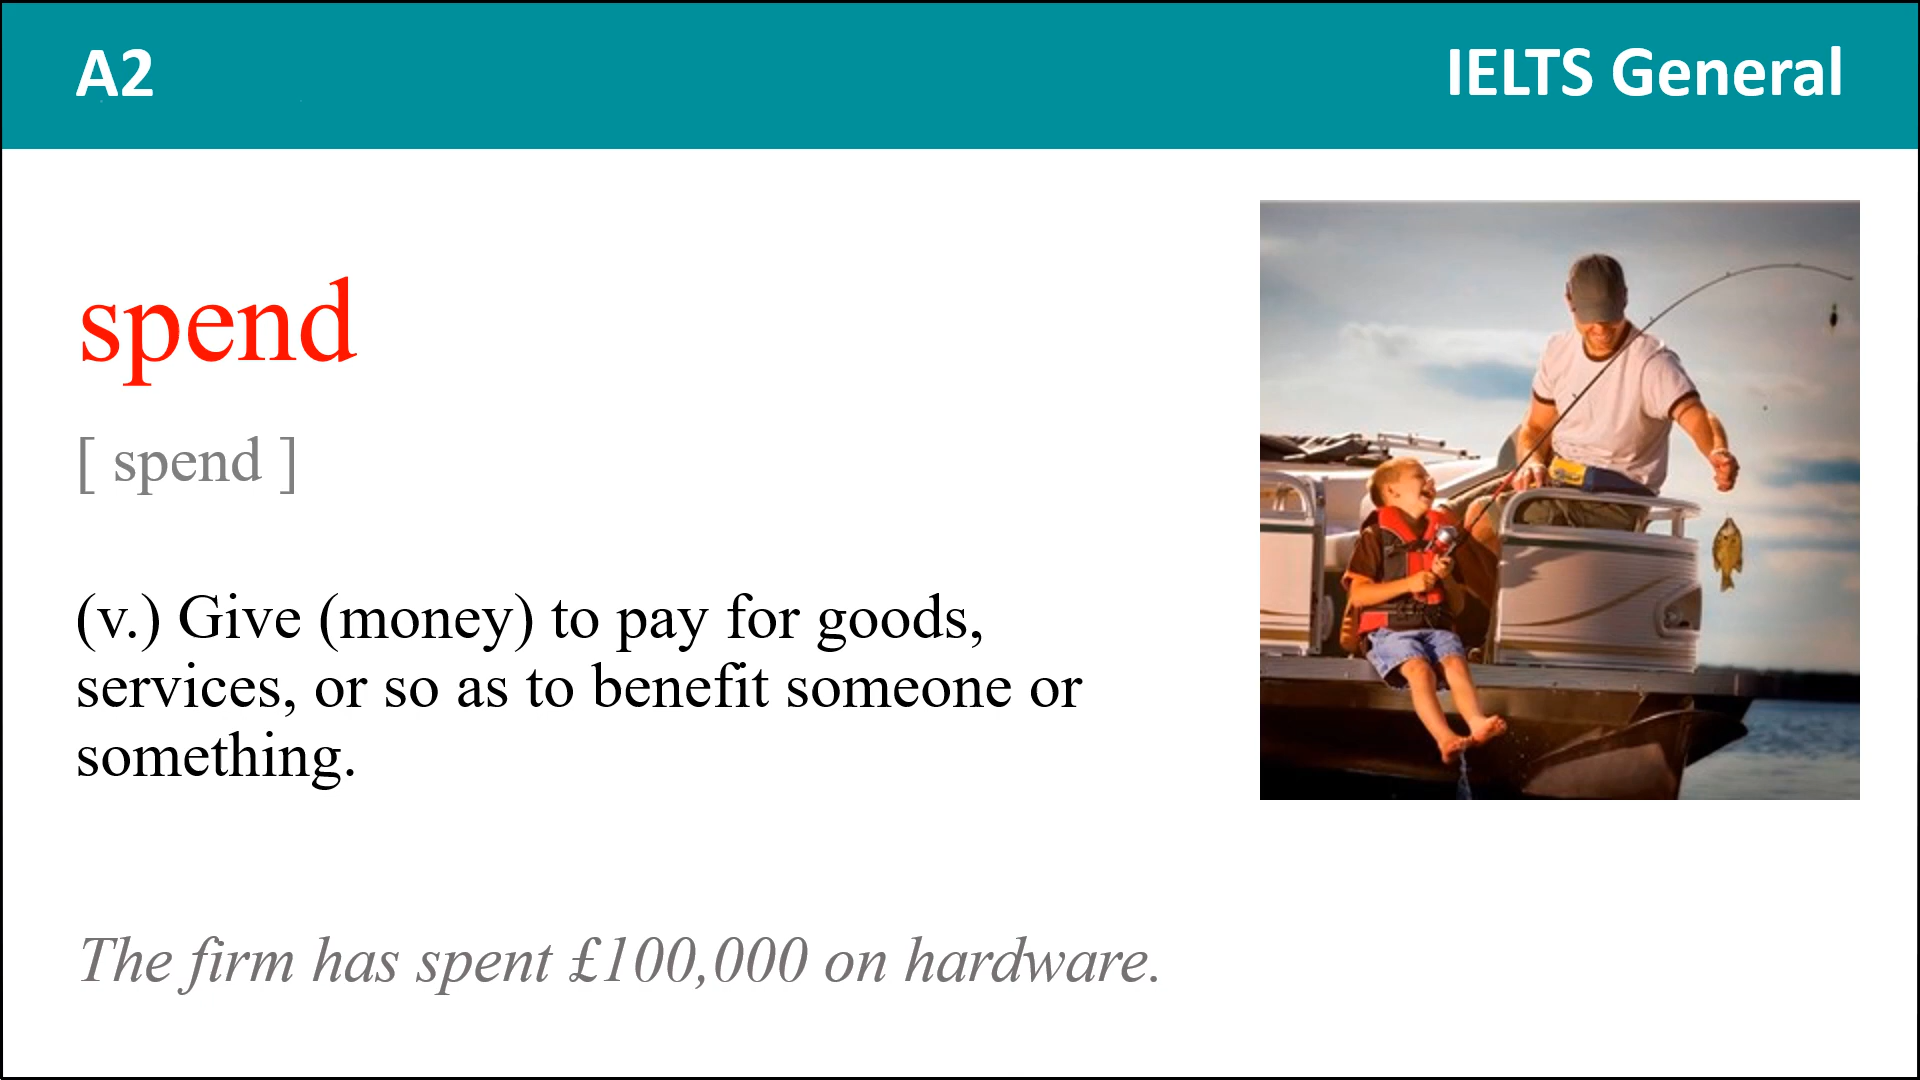 A2
IELTS General
spend
[ spend ]
(v.) Give (money) to pay for goods,
services, or so as to benefit someone or
something.
The firm has spent £100,000 on hardware.